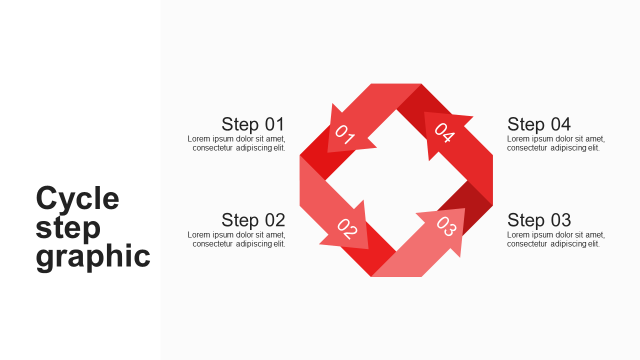 Cycle
step
graphic
Step 01
Lorem ipsum dolor sit amet,
consectetur adipiscing elit.
Step 02
Lorem ipsum dolor sit amet,
consectetur adipiscing elit.
01
04
02
03
Step 04
Lorem ipsum dolor sit amet,
consectetur adipiscing elit.
Step 03
Lorem ipsum dolor sit amet,
consectetur adipiscing elit.